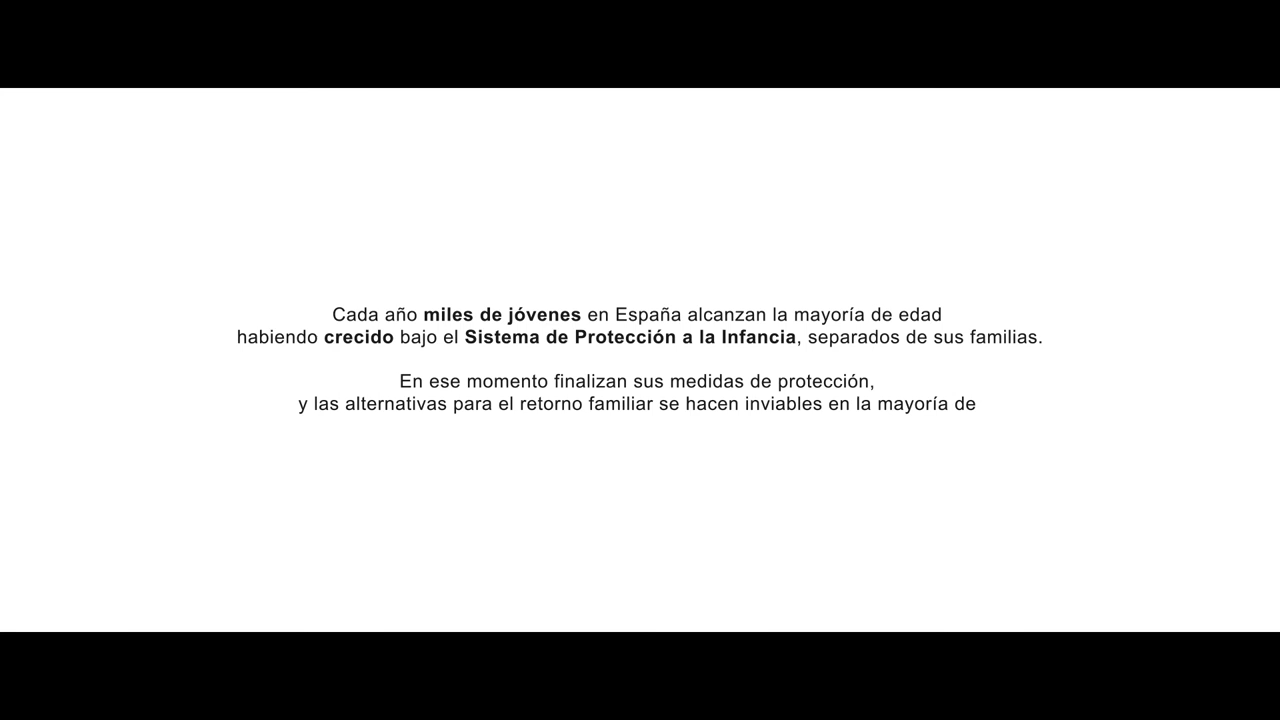 Cada año miles de jóvenes en España alcanzan la mayoría de edad
habiendo crecido bajo el Sistema de Protección a la Infancia, separados de sus familias.
En ese momento finalizan sus medidas de protección,
y las alternativas para el retorno familiar se hacen inviables en la mayoría de